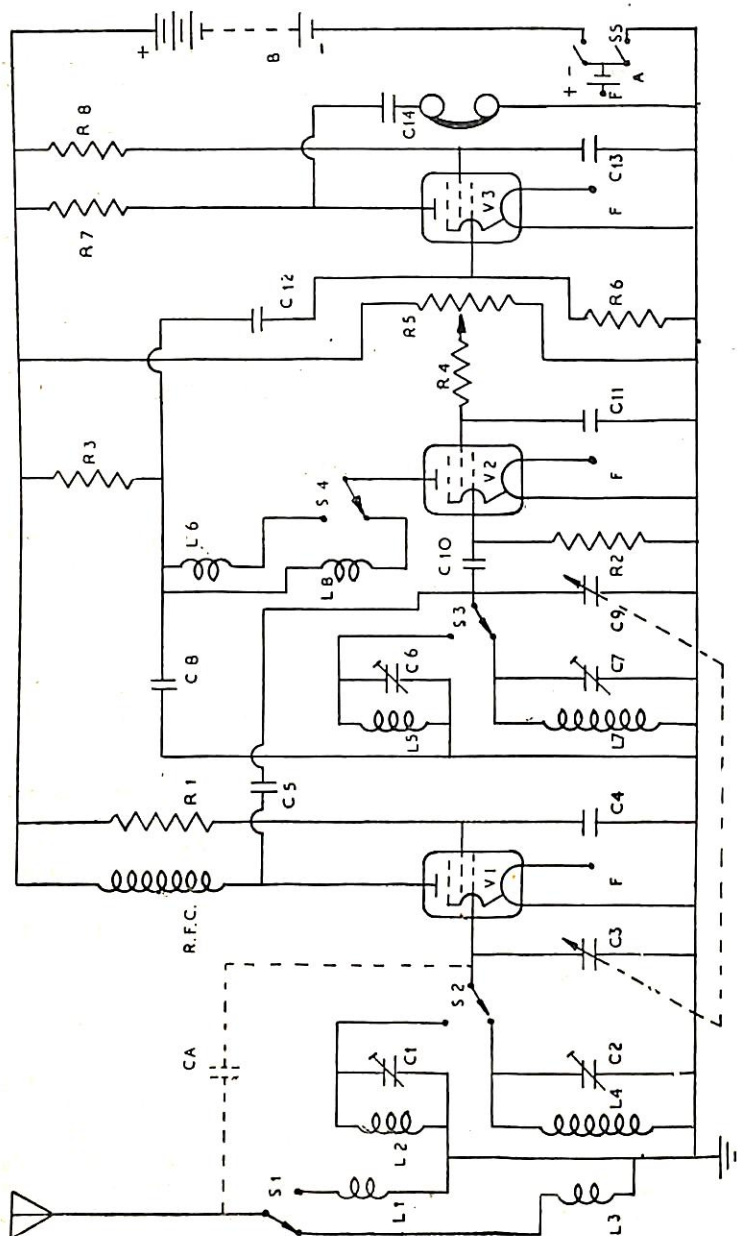 CA
S1
L1
L3
L2
C1
S2
L4
C2
C3
R.F.C.
R1
V1
F
C4
C5
C8
L5
C6
S3
L7
C7
C9
L6
L8
S4
C10
R2
R3
V2
F
C11
R4
R5
C12
R6
R7
R8
V3
F
C13
C14
+
B
-
+ -
F
A
S5